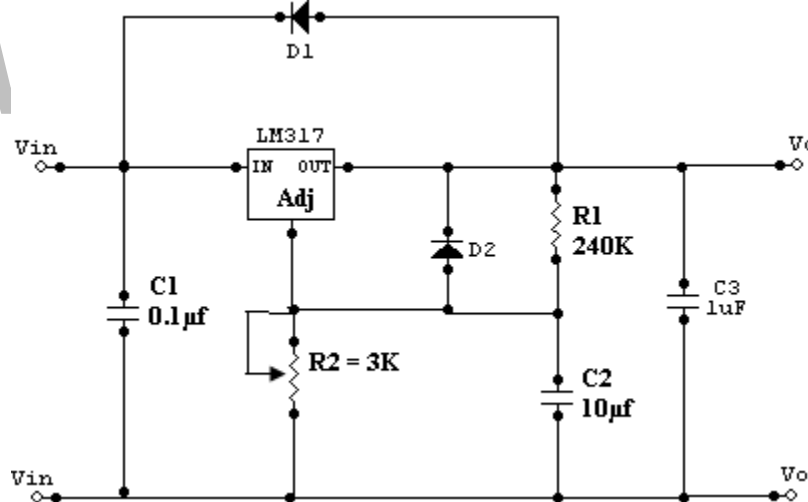 D1
LM317
Vin
IN OUT
Adj
R1
240K
D2
C1
0.1µf
C3
1uF
R2 = 3K
C2
10µf
Vin